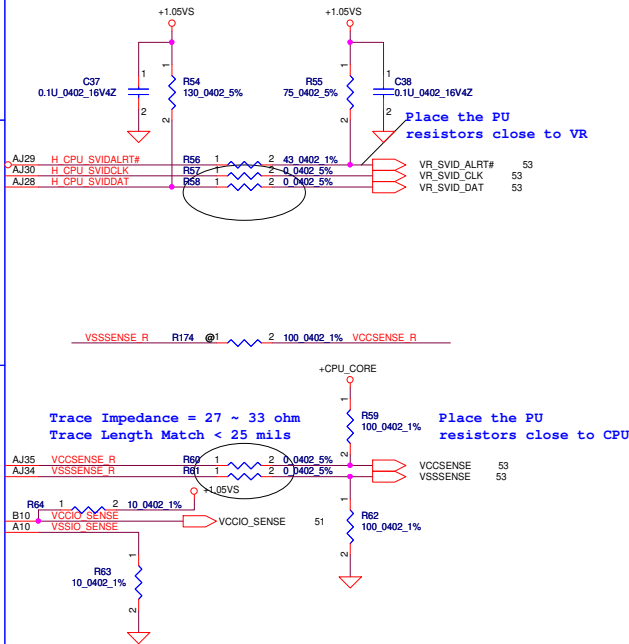 +1.05VS +1.05VS
1 1 1 1
C37 R54 R55 C38
0.1U_0402_16V4Z 130_0402_5% 75_0402_5% 0.1U_0402_16V4Z
2 2 2 2
Place the PU
resistors close to VR
AJ29 H_CPU_SVIDALRT# R56 1 2 43_0402_1% VR_SVID_ALRT# 53
AJ30 H_CPU_SVIDCLK R57 1 2 0_0402_5% VR_SVID_CLK 53
AJ28 H_CPU_SVIDDAT R58 1 2 0_0402_5% VR_SVID_DAT 53
VSSSENSE_R R174 @1 2 100_0402_1% VCCSENSE_R
+CPU_CORE
1
Trace Impedance = 27 ~ 33 ohm
Trace Length Match < 25 mils
R59
100_0402_1%
2
Place the PU
resistors close to CPU
AJ35 VCCSENSE_R R60 1 2 0_0402_5% VCCSENSE 53
AJ34 VSSSENSE_R R61 1 2 0_0402_5% VSSSENSE 53
+1.05VS
R64 1 2 10_0402_1%
B10 VCCIO_SENSE VCCIO_SENSE 51
A10 VSSIO_SENSE
1
R62
100_0402_1%
2
1
R63
10_0402_1%
2